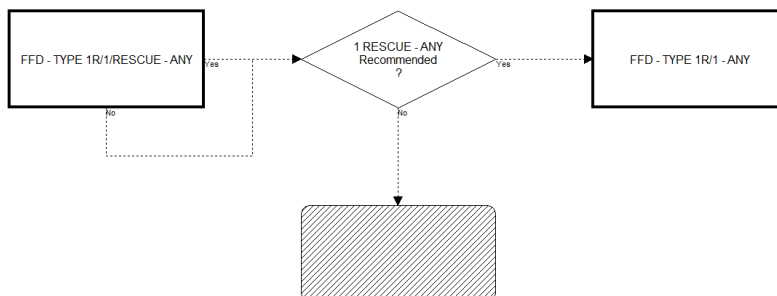 FFD - TYPE 1R/1/RESCUE - ANY
Yes
No
1 RESCUE - ANY
Recommended
?
Yes
No
FFD - TYPE 1R/1 - ANY